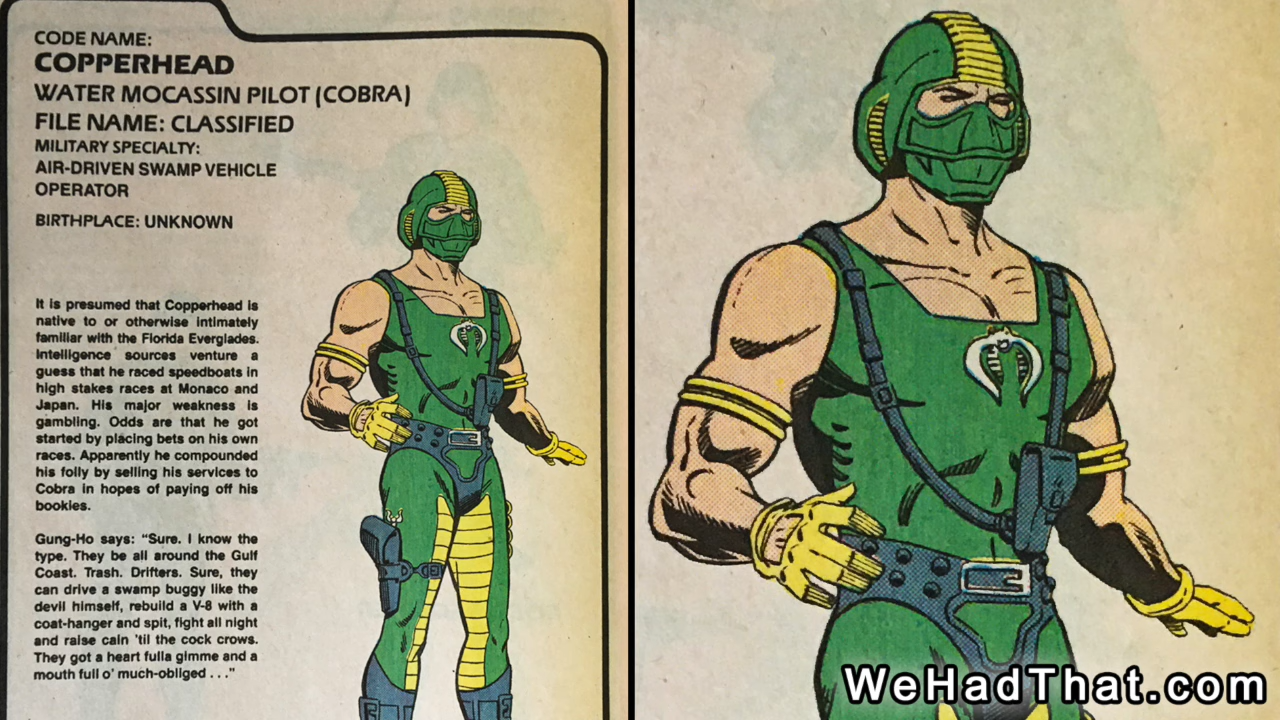 CODE NAME:
COPPERHEAD
WATER MOCASSIN PILOT (COBRA)
FILE NAME: CLASSIFIED
MILITARY SPECIALTY:
AIR-DRIVEN SWAMP VEHICLE
OPERATOR
BIRTHPLACE: UNKNOWN
It is presumed that Copperhead is
native to or otherwise intimately
familiar with the Florida Everglades.
Intelligence sources venture a
guess that he raced speedboats in
high stakes races at Monaco and
Japan. His major weakness is
gambling. Odds are that he got
started by placing bets on his own
races. Apparently he compounded
his folly by selling his services to
Cobra in hopes of paying off his
bookies.
Gung-Ho says: “Sure. I know the
type. They be all around the Gulf
Coast. Trash. Drifters. Sure, they
can drive a swamp buggy like the
devil himself, rebuild a V-8 with a
coat-hanger and spit, fight all night
and raise cain ’til the cock crows.
They got a heart fulla gimme and a
mouth full o’ much-obliged . . .”
WeHadThat.com